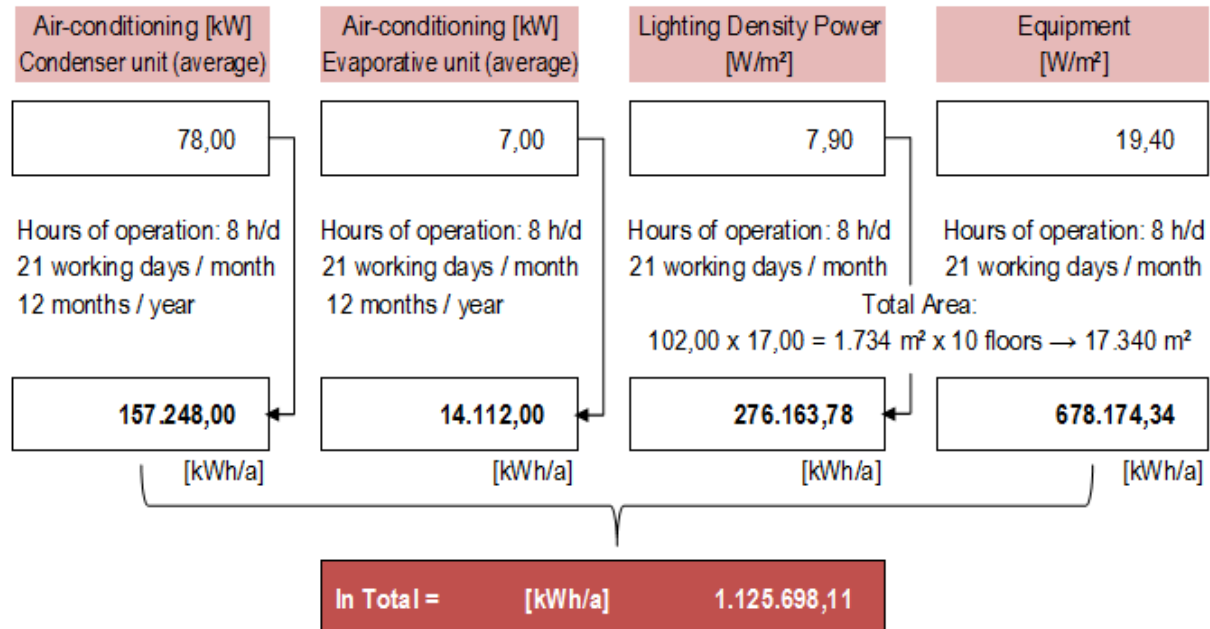 Air-conditioning [kW]
Condenser unit (average)
78,00
Hours of operation: 8 h/d
21 working days / month
12 months / year
157.248,00
[kWh/a]
Air-conditioning [kW]
Evaporative unit (average)
7,00
Hours of operation: 8 h/d
21 working days / month
12 months / year
14.112,00
[kWh/a]
Lighting Density Power
[W/m²]
7,90
Hours of operation: 8 h/d
21 working days / month
Equipment
[W/m²]
19,40
Hours of operation: 8 h/d
21 working days / month
Total Area:
102,00 x 17,00 = 1.734 m² x 10 floors → 17.340 m²
276.163,78
[kWh/a]
678.174,34
[kWh/a]
In Total = [kWh/a] 1.125.698,11